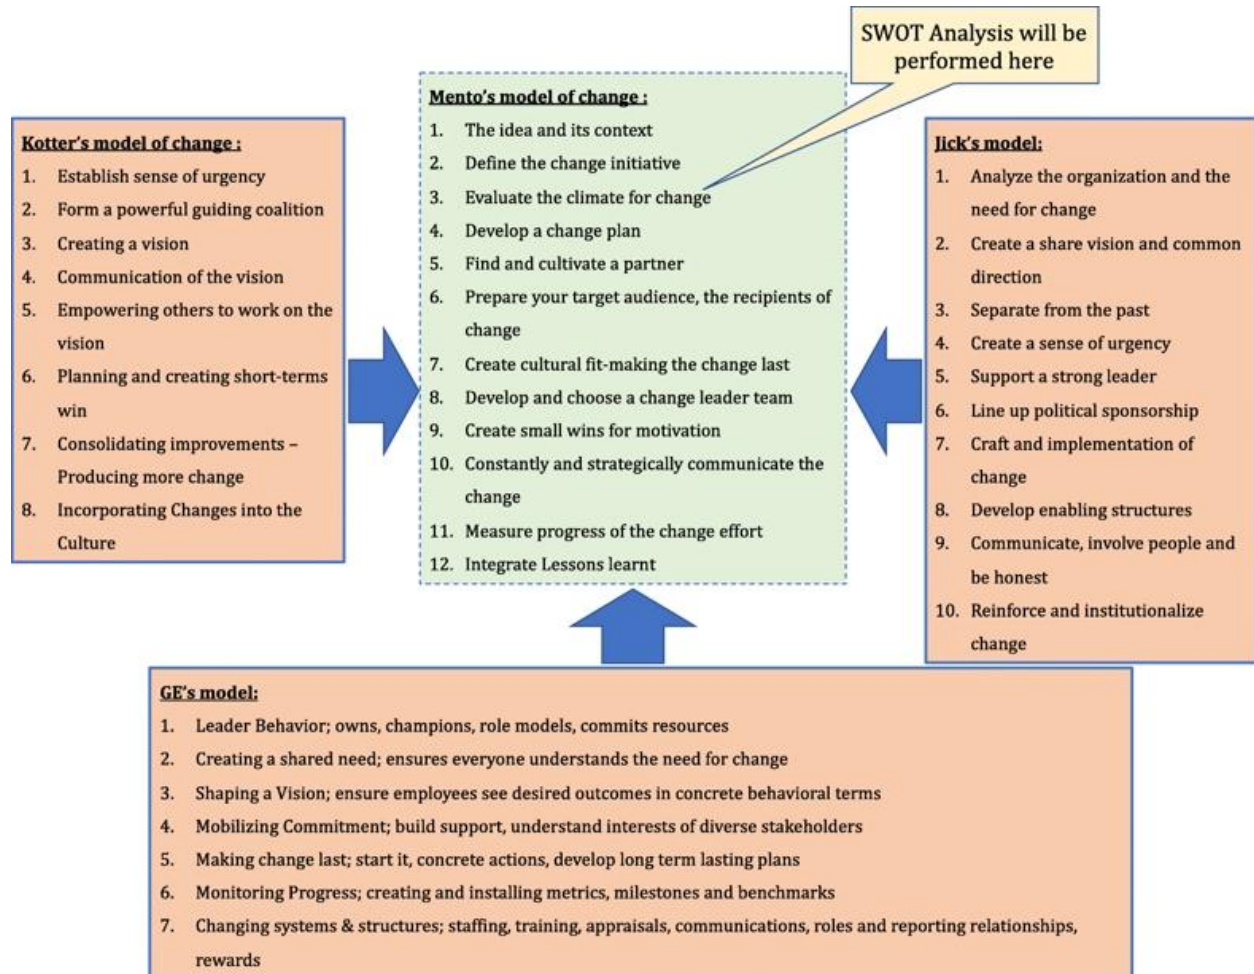 SWOT Analysis will be
performed here
Kotter's model of change :
1. Establish sense of urgency
2. Form a powerful guiding coalition
3. Creating a vision
4. Communication of the vision
5. Empowering others to work on the
vision
6. Planning and creating short-terms
win
7. Consolidating improvements –
Producing more change
8. Incorporating Changes into the
Culture
Mento's model of change :
1. The idea and its context
2. Define the change initiative
3. Evaluate the climate for change
4. Develop a change plan
5. Find and cultivate a partner
6. Prepare your target audience, the recipients of
change
7. Create cultural fit-making the change last
8. Develop and choose a change leader team
9. Create small wins for motivation
10. Constantly and strategically communicate the
change
11. Measure progress of the change effort
12. Integrate Lessons learnt
Jick's model:
1. Analyze the organization and the
need for change
2. Create a share vision and common
direction
3. Separate from the past
4. Create a sense of urgency
5. Support a strong leader
6. Line up political sponsorship
7. Craft and implementation of
change
8. Develop enabling structures
9. Communicate, involve people and
be honest
10. Reinforce and institutionalize
change
GE's model:
1. Leader Behavior; owns, champions, role models, commits resources
2. Creating a shared need; ensures everyone understands the need for change
3. Shaping a Vision; ensure employees see desired outcomes in concrete behavioral terms
4. Mobilizing Commitment; build support, understand interests of diverse stakeholders
5. Making change last; start it, concrete actions, develop long term lasting plans
6. Monitoring Progress; creating and installing metrics, milestones and benchmarks
7. Changing systems & structures; staffing, training, appraisals, communications, roles and reporting relationships,
rewards